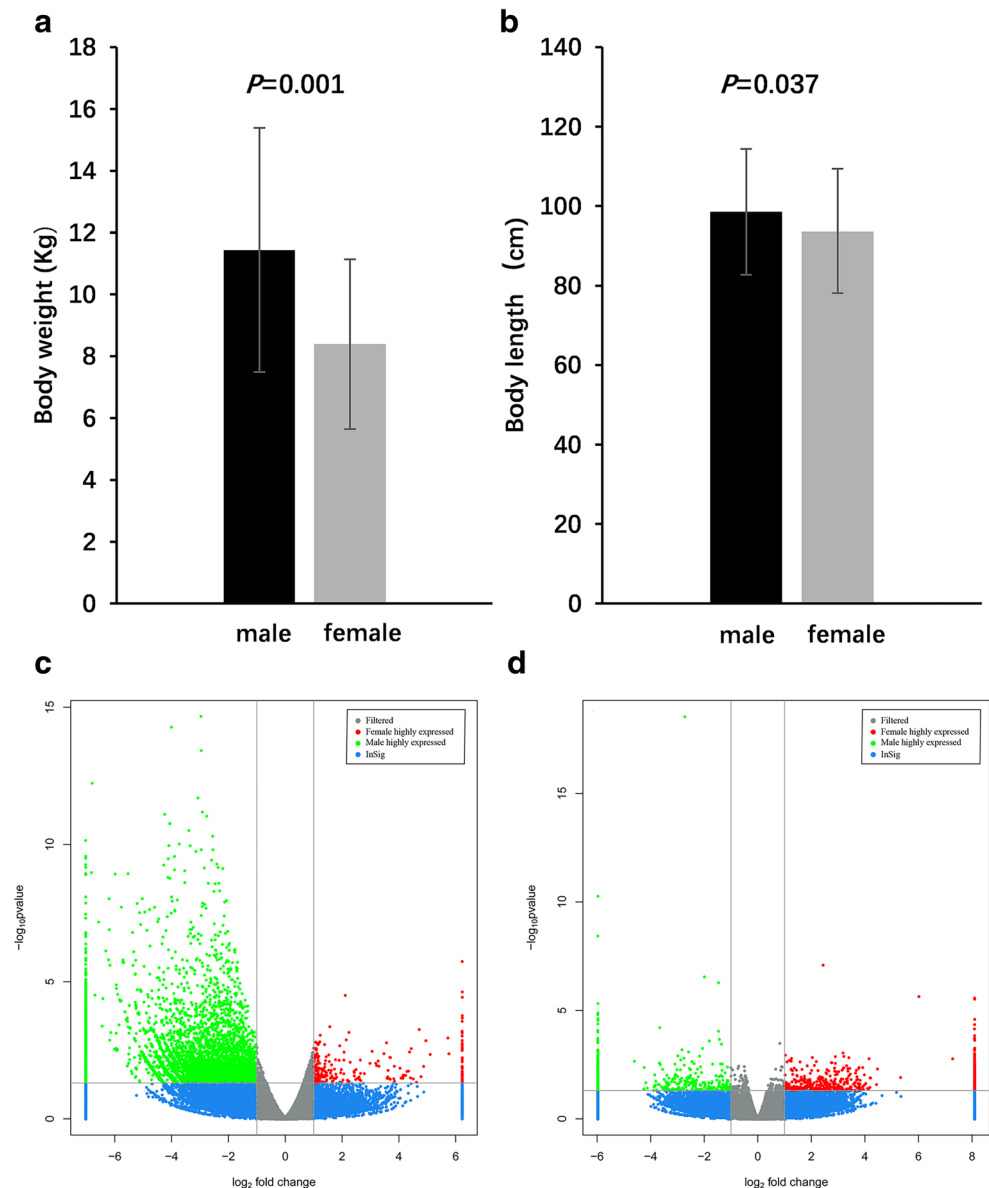 a
18
16
14
12
10
8
6
4
2
0
Body weight (Kg)
P=0.001
male female
b
140
120
100
80
60
40
20
0
Body length (cm)
P=0.037
male female
c
15
10
5
0
−log10pvalue
Filtered
Female highly expressed
Male highly expressed
InSig
−6 −4 −2 0 2 4 6
log2 fold change
d
15
10
5
0
−log10pvalue
Filtered
Female highly expressed
Male highly expressed
InSig
−6 −4 −2 0 2 4 6 8
log2 fold change